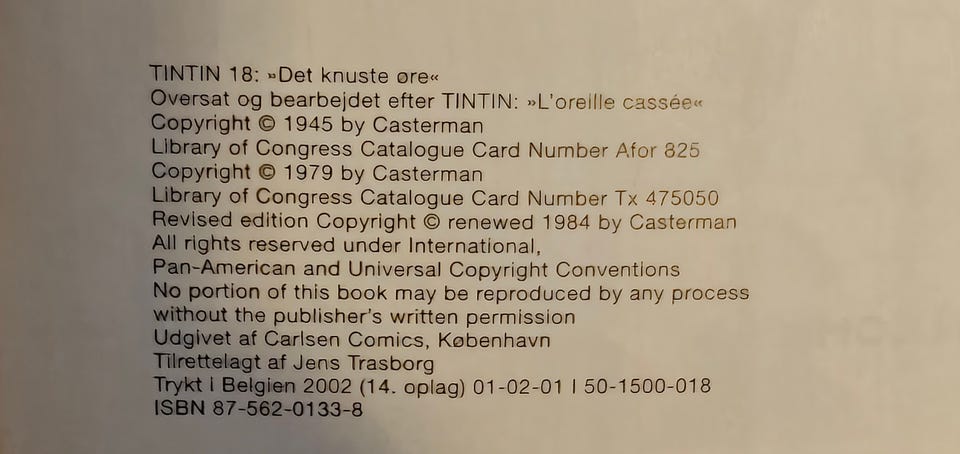 TINTIN 18: »Det knuste øre«
Oversat og bearbejdet efter TINTIN: »L'oreille cassée«
Copyright © 1945 by Casterman
Library of Congress Catalogue Card Number Afor 825
Copyright © 1979 by Casterman
Library of Congress Catalogue Card Number Tx 475050
Revised edition Copyright © renewed 1984 by Casterman
All rights reserved under International,
Pan-American and Universal Copyright Conventions
No portion of this book may be reproduced by any process
without the publisher's written permission
Udgivet af Carlsen Comics, København
Tilrettelagt af Jens Trasborg
Trykt i Belgien 2002 (14. oplag) 01-02-01 I 50-1500-018
ISBN 87-562-0133-8